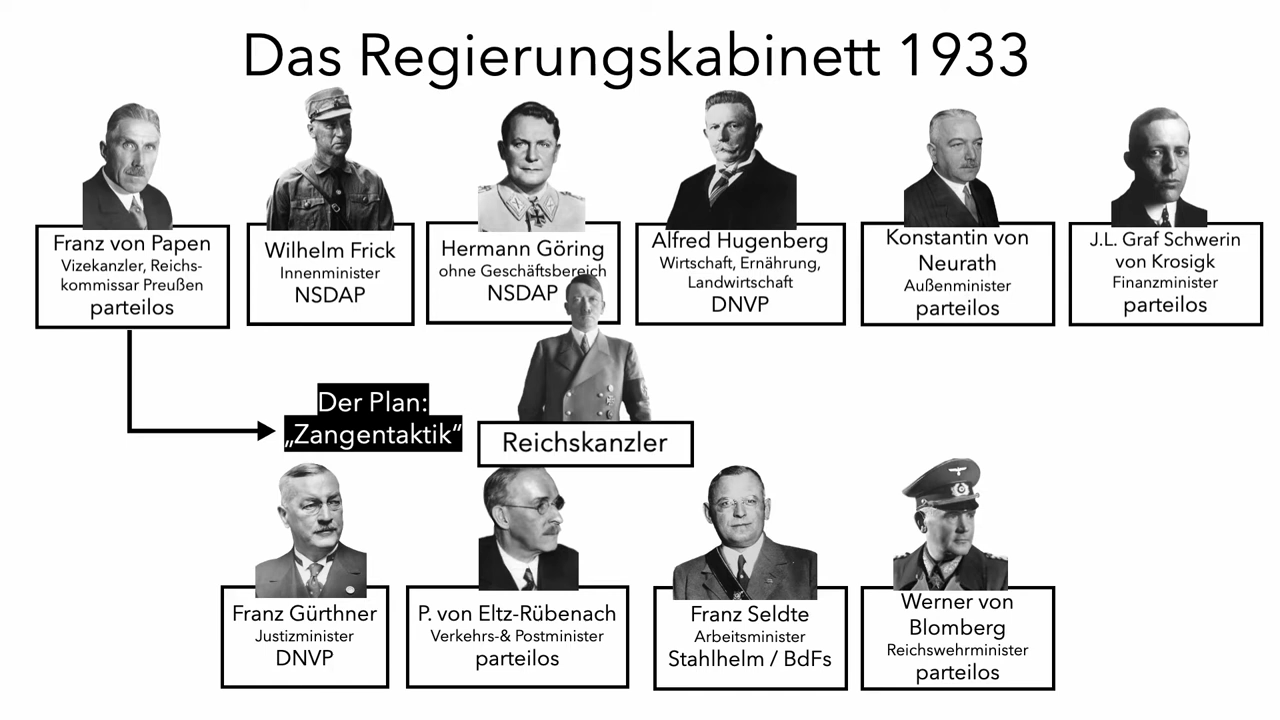 Das Regierungskabinett 1933
Franz von Papen
Vizekanzler, Reichs-
kommissar Preußen
parteilos
Wilhelm Frick
Innenminister
NSDAP
Hermann Göring
ohne Geschäftsbereich
NSDAP
Alfred Hugenberg
Wirtschaft, Ernährung,
Landwirtschaft
DNVP
Konstantin von
Neurath
Außenminister
parteilos
J.L. Graf Schwerin
von Krosigk
Finanzminister
parteilos
Der Plan:
„Zangentaktik“
Reichskanzler
Franz Gürthner
Justizminister
DNVP
P. von Eltz-Rübenach
Verkehrs-& Postminister
parteilos
Franz Seldte
Arbeitsminister
Stahlhelm / BdFs
Werner von
Blomberg
Reichswehrminister
parteilos